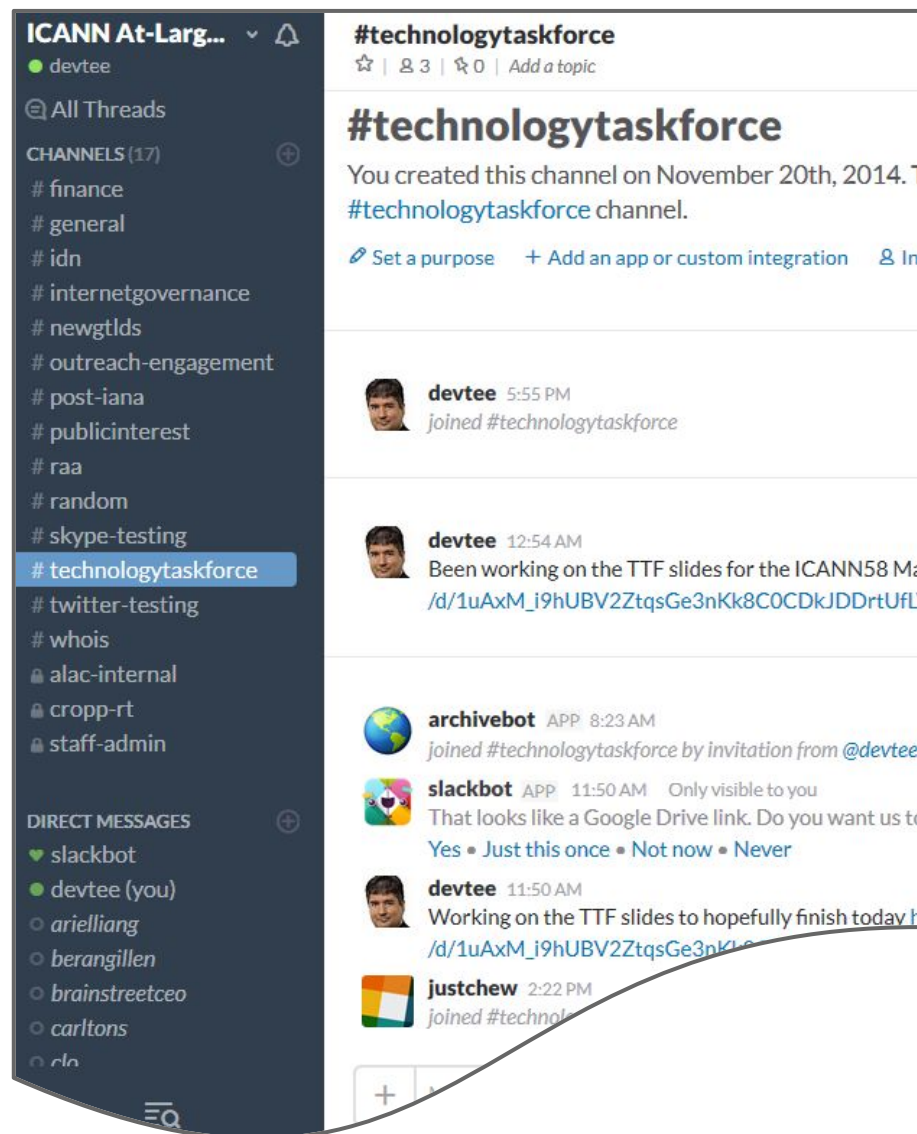 ICANN At-Larg...
devtee
All Threads
CHANNELS (17)
# finance
# general
# idn
# internetgovernance
# newgtlds
# outreach-engagement
# post-iana
# publicinterest
# raa
# random
# skype-testing
# technologytaskforce
# twitter-testing
# whois
alac-internal
cropp-rt
staff-admin
DIRECT MESSAGES
slackbot
devtee (you)
arielliang
berangillen
brainstreetceo
carltons
clo
#technologytaskforce
| 3 | 0 | Add a topic
#technologytaskforce
You created this channel on November 20th, 2014. T
#technologytaskforce channel.
Set a purpose + Add an app or custom integration In
devtee 5:55 PM
joined #technologytaskforce
devtee 12:54 AM
Been working on the TTF slides for the ICANN58 Ma
/d/1uAxM_i9hUBV2ZtqsGe3nKk8C0CDkJDDrtUfL
archivebot APP 8:23 AM
joined #technologytaskforce by invitation from @devtee
slackbot APP 11:50 AM Only visible to you
That looks like a Google Drive link. Do you want us to
Yes • Just this once • Not now • Never
devtee 11:50 AM
Working on the TTF slides to hopefully finish today h
/d/1uAxM_i9hUBV2ZtqsGe3nKk8
justchew 2:22 PM
joined #technolo
+